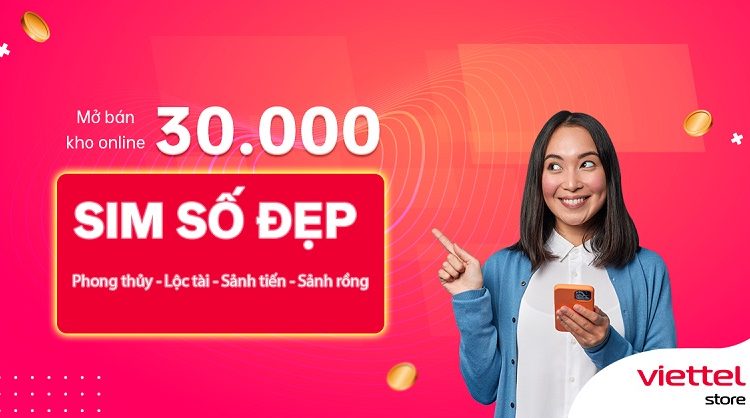 Mở bán
kho online
30.000
SIM SỐ ĐẸP
Phong thủy - Lộc tài - Sảnh tiến - Sảnh rồng
viettel
store